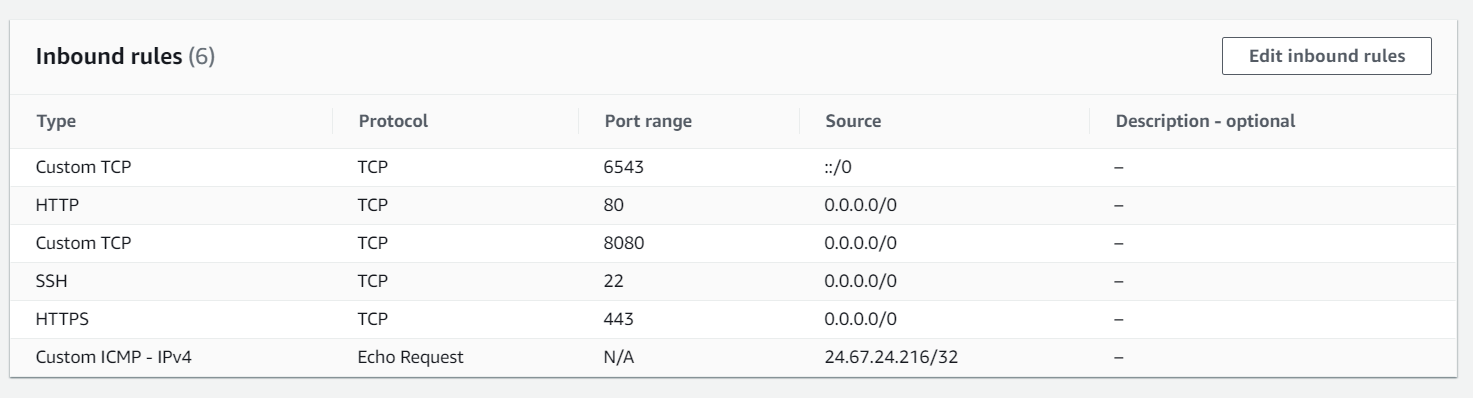 Inbound rules (6) Edit inbound rules
Type Protocol Port range Source Description - optional
Custom TCP TCP 6543 ::/0 –
HTTP TCP 80 0.0.0.0/0 –
Custom TCP TCP 8080 0.0.0.0/0 –
SSH TCP 22 0.0.0.0/0 –
HTTPS TCP 443 0.0.0.0/0 –
Custom ICMP - IPv4 Echo Request N/A 24.67.24.216/32 –